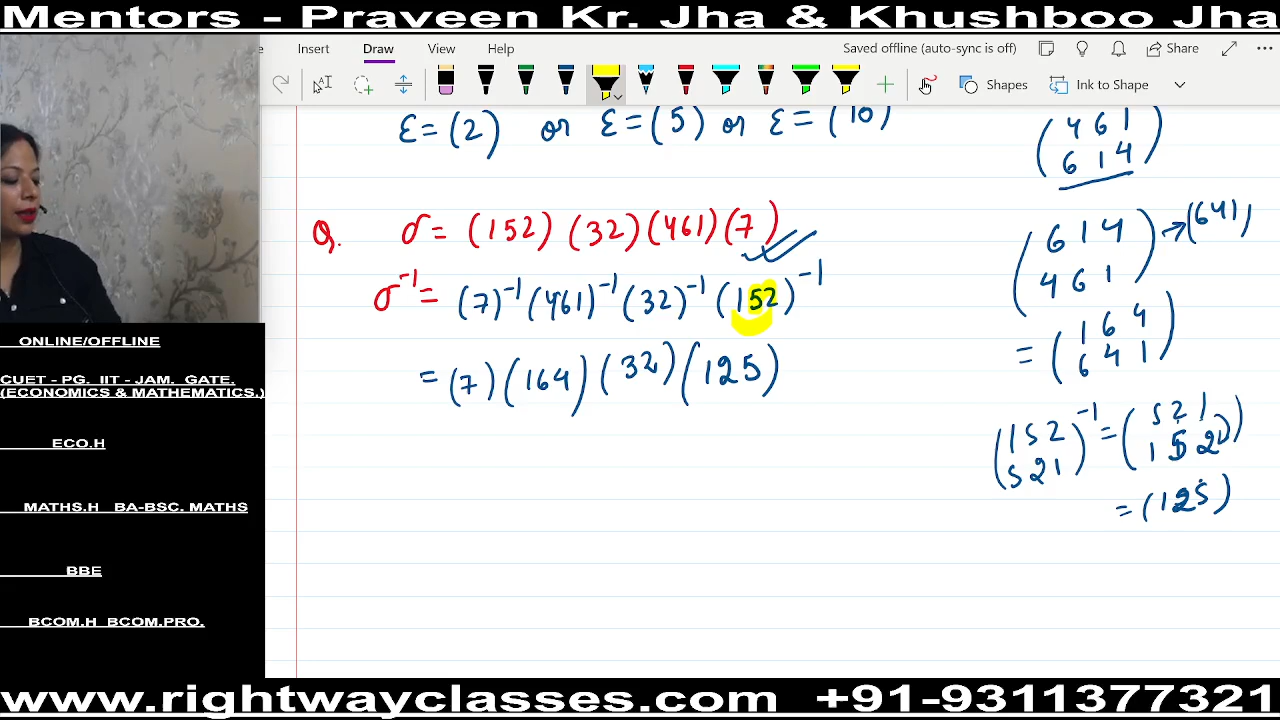 Mentors - Praveen Kr. Jha & Khushboo Jha
Insert Draw View Help Saved offline (auto-sync is off) Share
Shapes Ink to Shape
ε = (2) or ε = (5) or ε = (10)
(4 6 1
6 1 4)
Q. σ = (152) (32) (461) (7)
(6 1 4
4 6 1) → (641)
σ⁻¹ = (7)⁻¹ (461)⁻¹ (32)⁻¹ (152)⁻¹
= (1 6 4
6 4 1)
= (7) (164) (32) (125)
(1 5 2
5 2 1)⁻¹ = (5 2 1
1 5 2)
= (125)
ONLINE/OFFLINE
CUET - PG. IIT - JAM. GATE.
(ECONOMICS & MATHEMATICS.)
ECO.H
MATHS.H BA-BSC. MATHS
BBE
BCOM.H BCOM.PRO.
www.rightwayclasses.com +91-9311377321